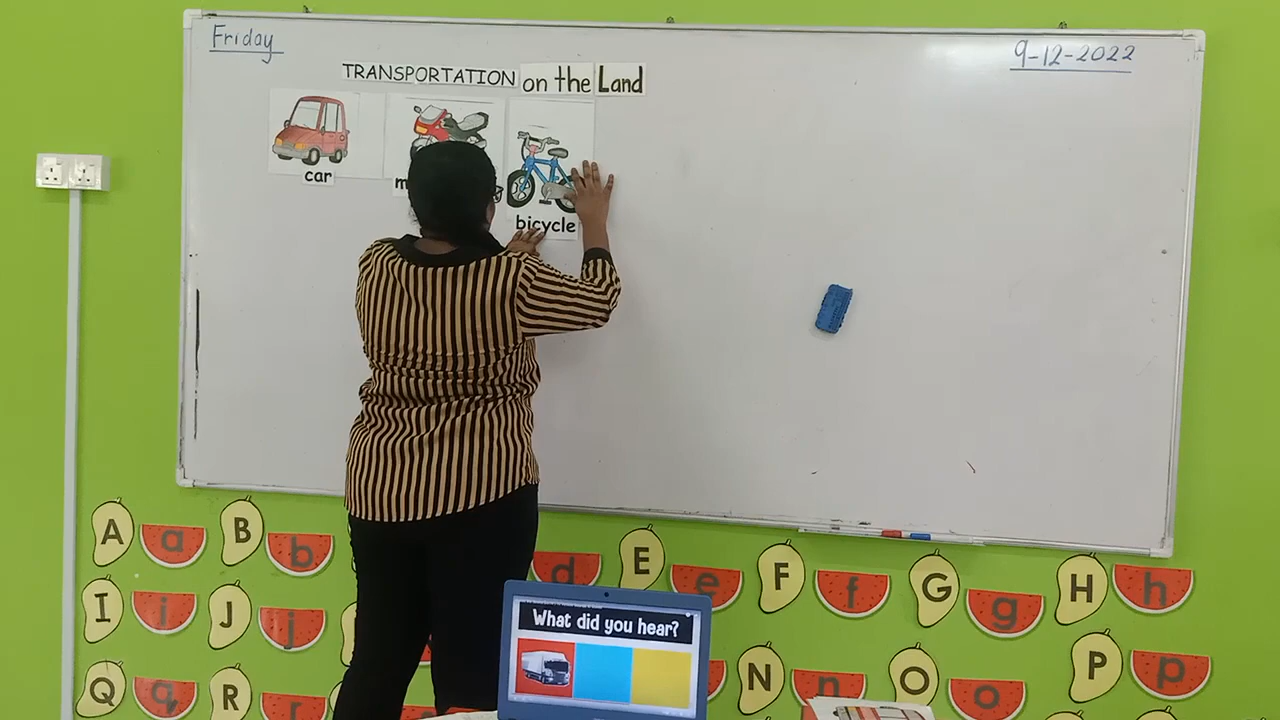 Friday
9-12-2022
TRANSPORTATION on the Land
car
bicycle
A a B b d E e F f G g H h
I i J j
Q q R r N n O o P p
What did you hear?